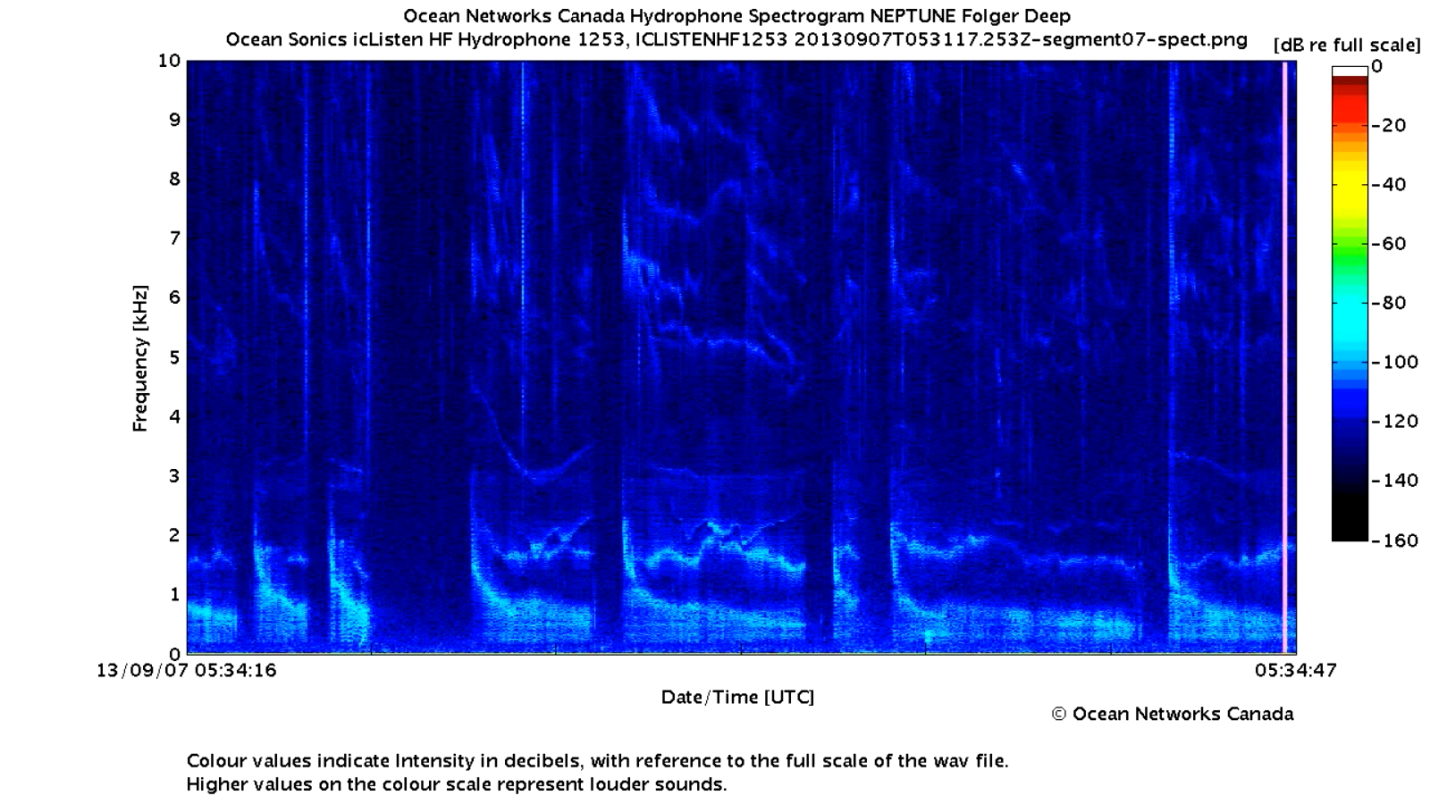 Ocean Networks Canada Hydrophone Spectrogram NEPTUNE Folger Deep
Ocean Sonics icListen HF Hydrophone 1253, ICLISTENHF1253 20130907T053117.253Z-segment07-spect.png
[dB re full scale]
10
9
8
7
6
5
4
3
2
1
0
Frequency [kHz]
0
-20
-40
-60
-80
-100
-120
-140
-160
13/09/07 05:34:16
05:34:47
Date/Time [UTC]
© Ocean Networks Canada
Colour values indicate Intensity in decibels, with reference to the full scale of the wav file.
Higher values on the colour scale represent louder sounds.